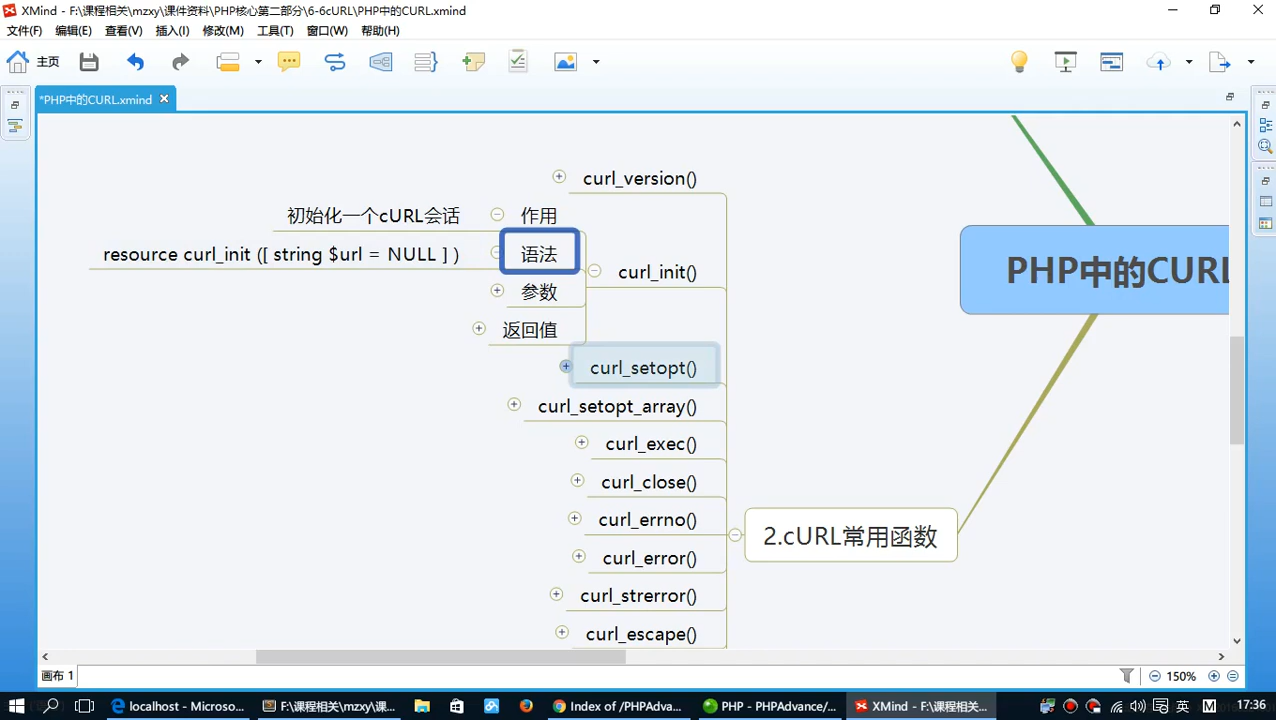 XMind - F:\课程相关\mzxy\课件资料\PHP核心第二部分\6-6cURL\PHP中的CURL.xmind
文件(F) 编辑(E) 查看(V) 插入(I) 修改(M) 工具(T) 窗口(W) 帮助(H)
主页
*PHP中的CURL.xmind
curl_version()
初始化一个cURL会话
作用
resource curl_init ([ string $url = NULL ] )
语法
参数
返回值
curl_init()
PHP中的CURL
curl_setopt()
curl_setopt_array()
curl_exec()
curl_close()
curl_errno()
2.cURL常用函数
curl_error()
curl_strerror()
curl_escape()
画布 1
150%
localhost - Microso...
F:\课程相关\mzxy\课...
Index of /PHPAdva...
PHP - PHPAdvance/...
XMind - F:\课程相关...
英
M
17:36